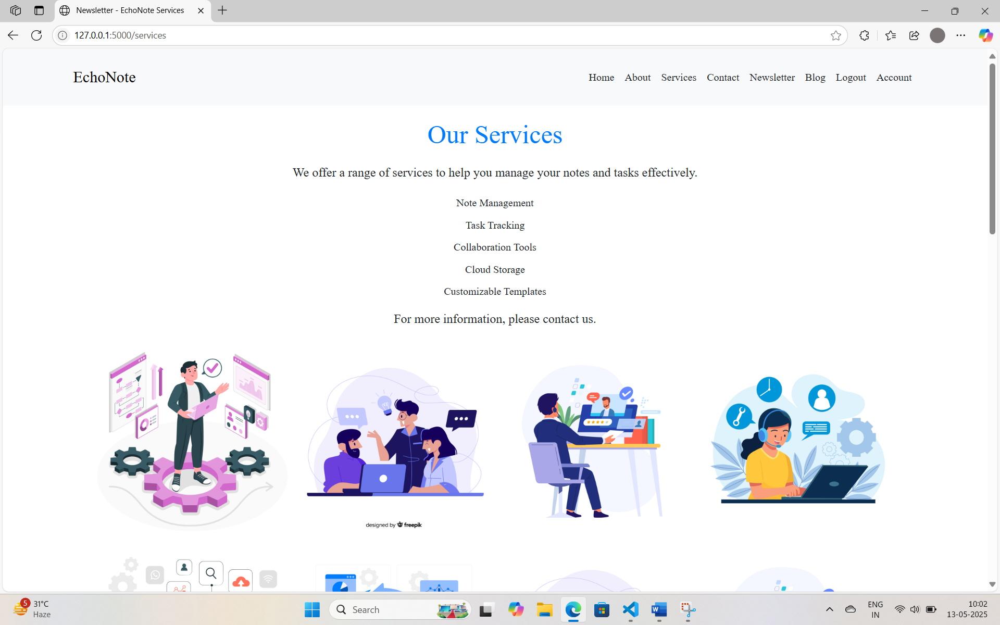 Newsletter - EchoNote Services
127.0.0.1:5000/services
EchoNote
Home About Services Contact Newsletter Blog Logout Account
Our Services
We offer a range of services to help you manage your notes and tasks effectively.
Note Management
Task Tracking
Collaboration Tools
Cloud Storage
Customizable Templates
For more information, please contact us.
designed by freepik
5
31°C
Haze
Search
ENG
IN
10:02
13-05-2025